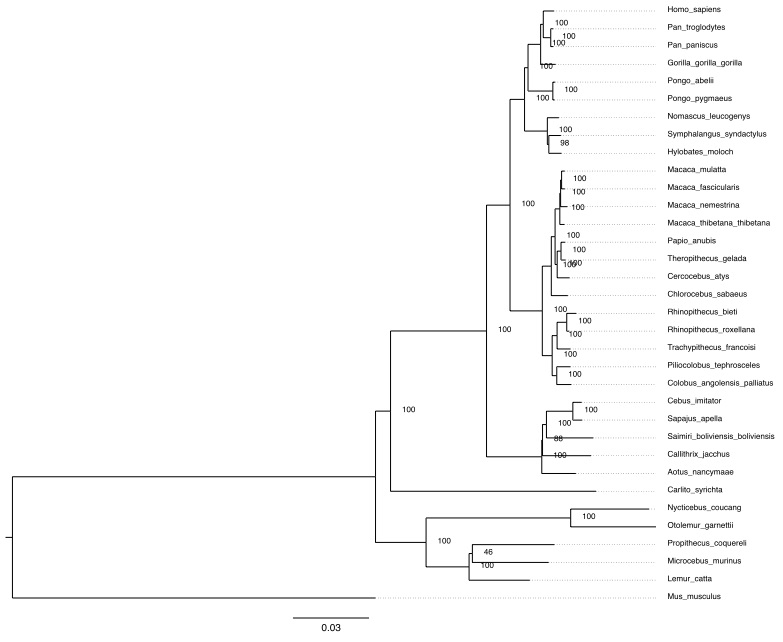 Homo_sapiens
100
Pan_troglodytes
100
100
Pan_paniscus
Gorilla_gorilla_gorilla
100
Pongo_abelii
100
100
Pongo_pygmaeus
Nomascus_leucogenys
100
Symphalangus_syndactylus
98
Hylobates_moloch
Macaca_mulatta
100
Macaca_fascicularis
100
100
Macaca_nemestrina
100
Macaca_thibetana_thibetana
100
Papio_anubis
100
Theropithecus_gelada
100
100
Cercocebus_atys
Chlorocebus_sabaeus
100
Rhinopithecus_bieti
100
100
Rhinopithecus_roxellana
100
Trachypithecus_francoisi
100
Piliocolobus_tephrosceles
100
Colobus_angolensis_palliatus
Cebus_imitator
100
100
Sapajus_apella
100
88
Saimiri_boliviensis_boliviensis
100
Callithrix_jacchus
Aotus_nancymaae
Carlito_syrichta
Nycticebus_coucang
100
Otolemur_garnettii
100
Propithecus_coquereli
46
100
Microcebus_murinus
Lemur_catta
Mus_musculus
0.03